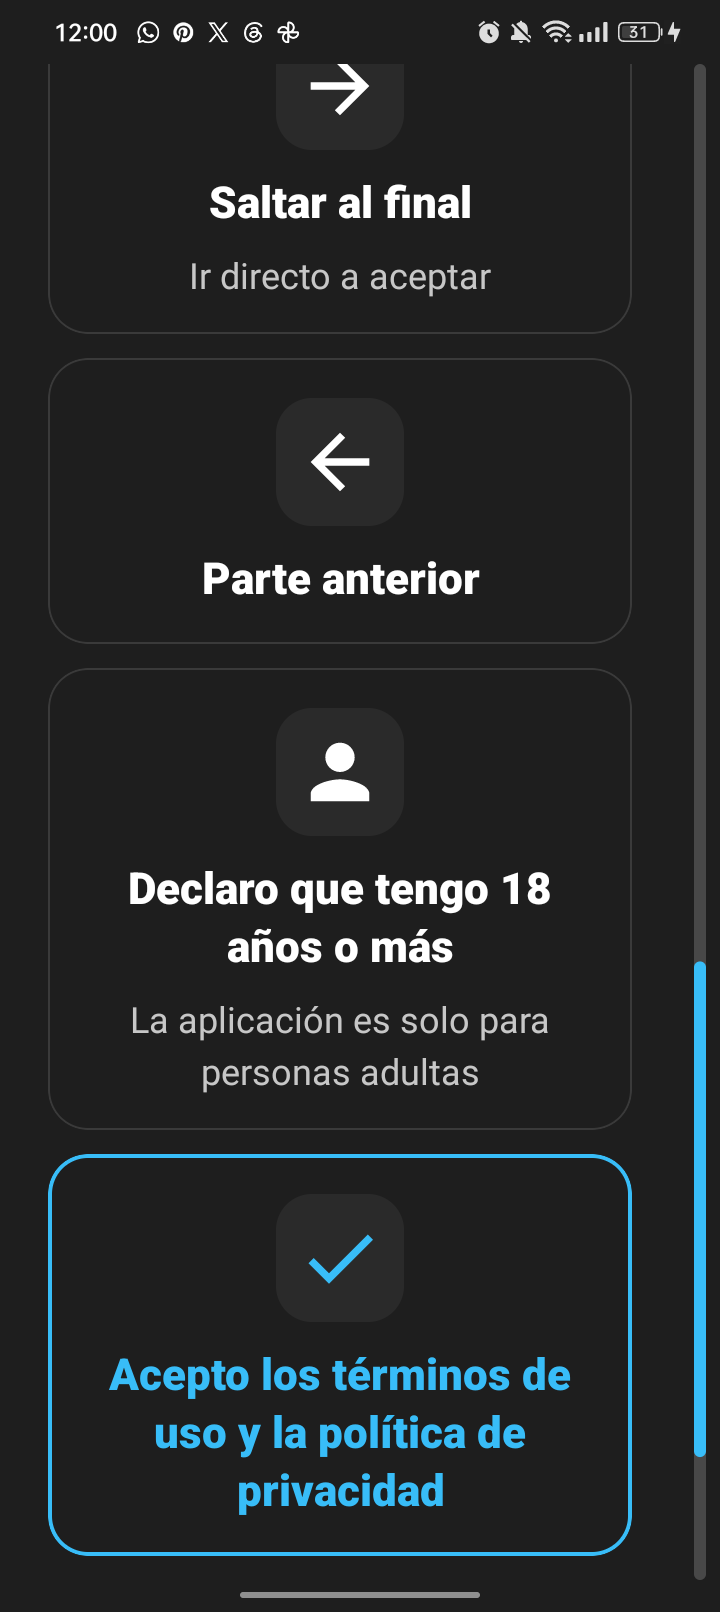 12:00
31
Saltar al final
Ir directo a aceptar
Parte anterior
Declaro que tengo 18
años o más
La aplicación es solo para
personas adultas
Acepto los términos de
uso y la política de
privacidad